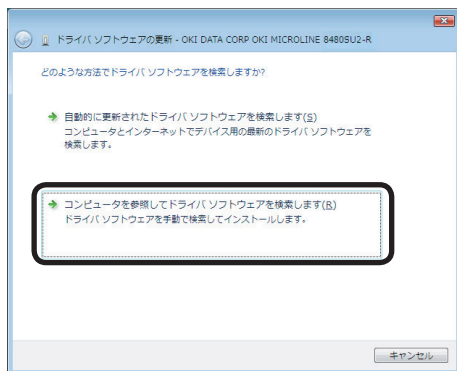 ドライバ ソフトウェアの更新 - OKI DATA CORP OKI MICROLINE 8480SU2-R
どのような方法でドライバ ソフトウェアを検索しますか?
自動的に更新されたドライバ ソフトウェアを検索します(S)
コンピュータとインターネットでデバイス用の最新のドライバ ソフトウェアを
検索します。
コンピュータを参照してドライバ ソフトウェアを検索します(R)
ドライバ ソフトウェアを手動で検索してインストールします。
キャンセル